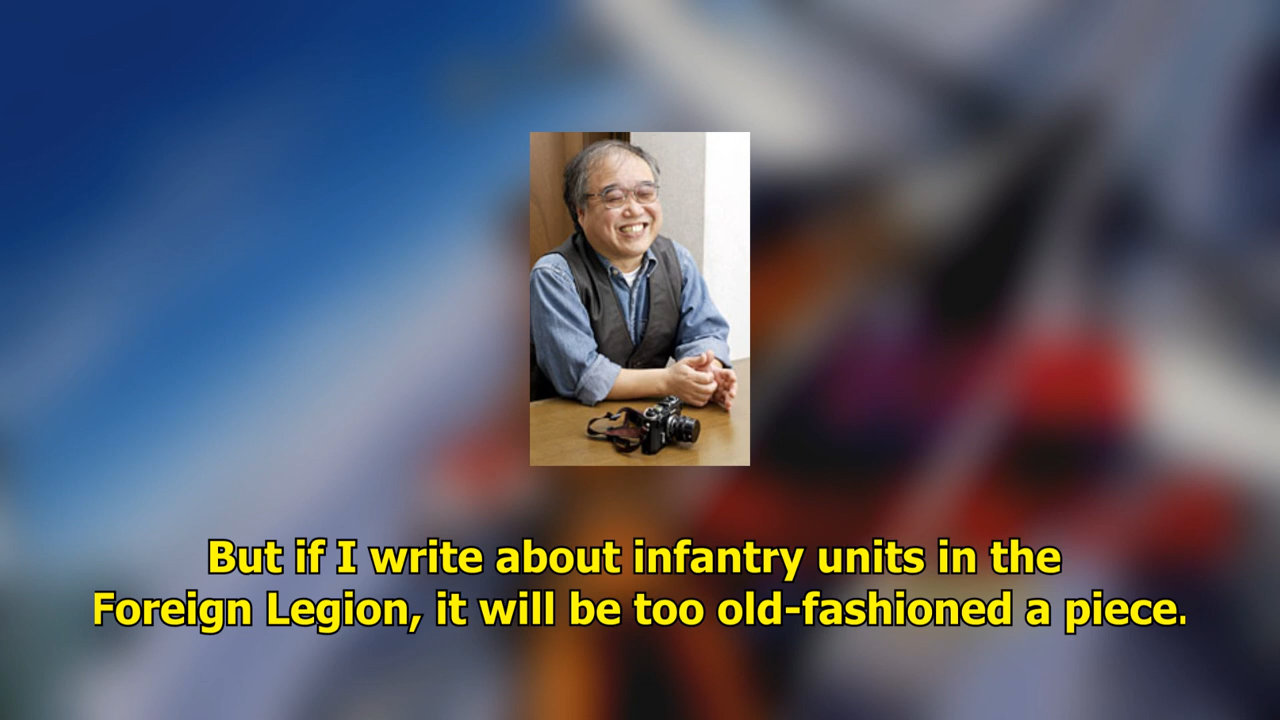 But if I write about infantry units in the
Foreign Legion, it will be too old-fashioned a piece.